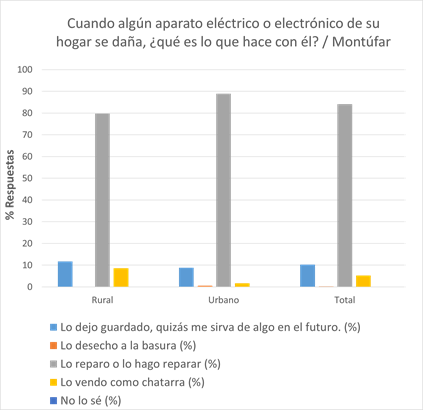 Cuando algún aparato eléctrico o electrónico de su
hogar se daña, ¿qué es lo que hace con él? / Montúfar
% Respuestas
100
90
80
70
60
50
40
30
20
10
0
Rural
Urbano
Total
Lo dejo guardado, quizás me sirva de algo en el futuro. (%)
Lo desecho a la basura (%)
Lo reparo o lo hago reparar (%)
Lo vendo como chatarra (%)
No lo sé (%)